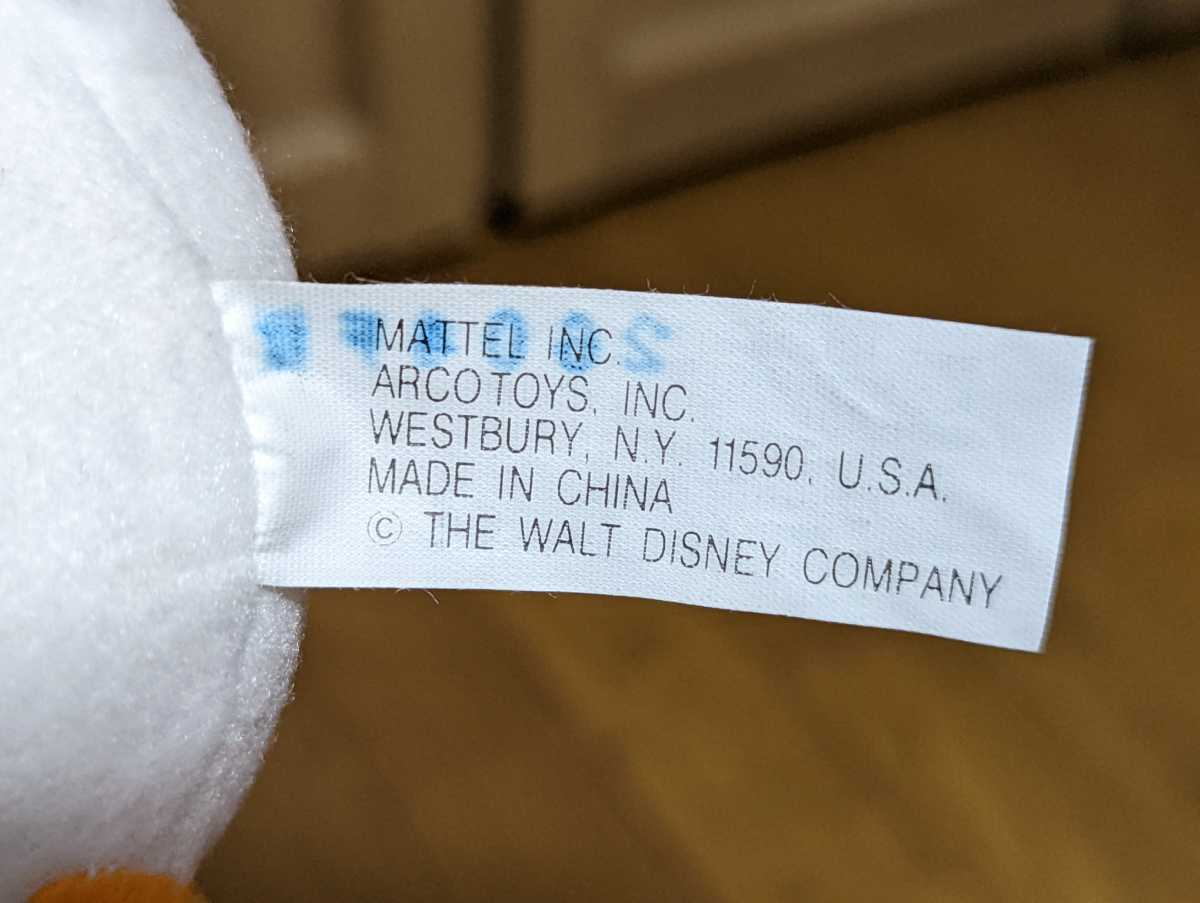 MATTEL INC.
ARCOTOYS, INC.
WESTBURY, N.Y. 11590, U.S.A.
MADE IN CHINA
© THE WALT DISNEY COMPANY